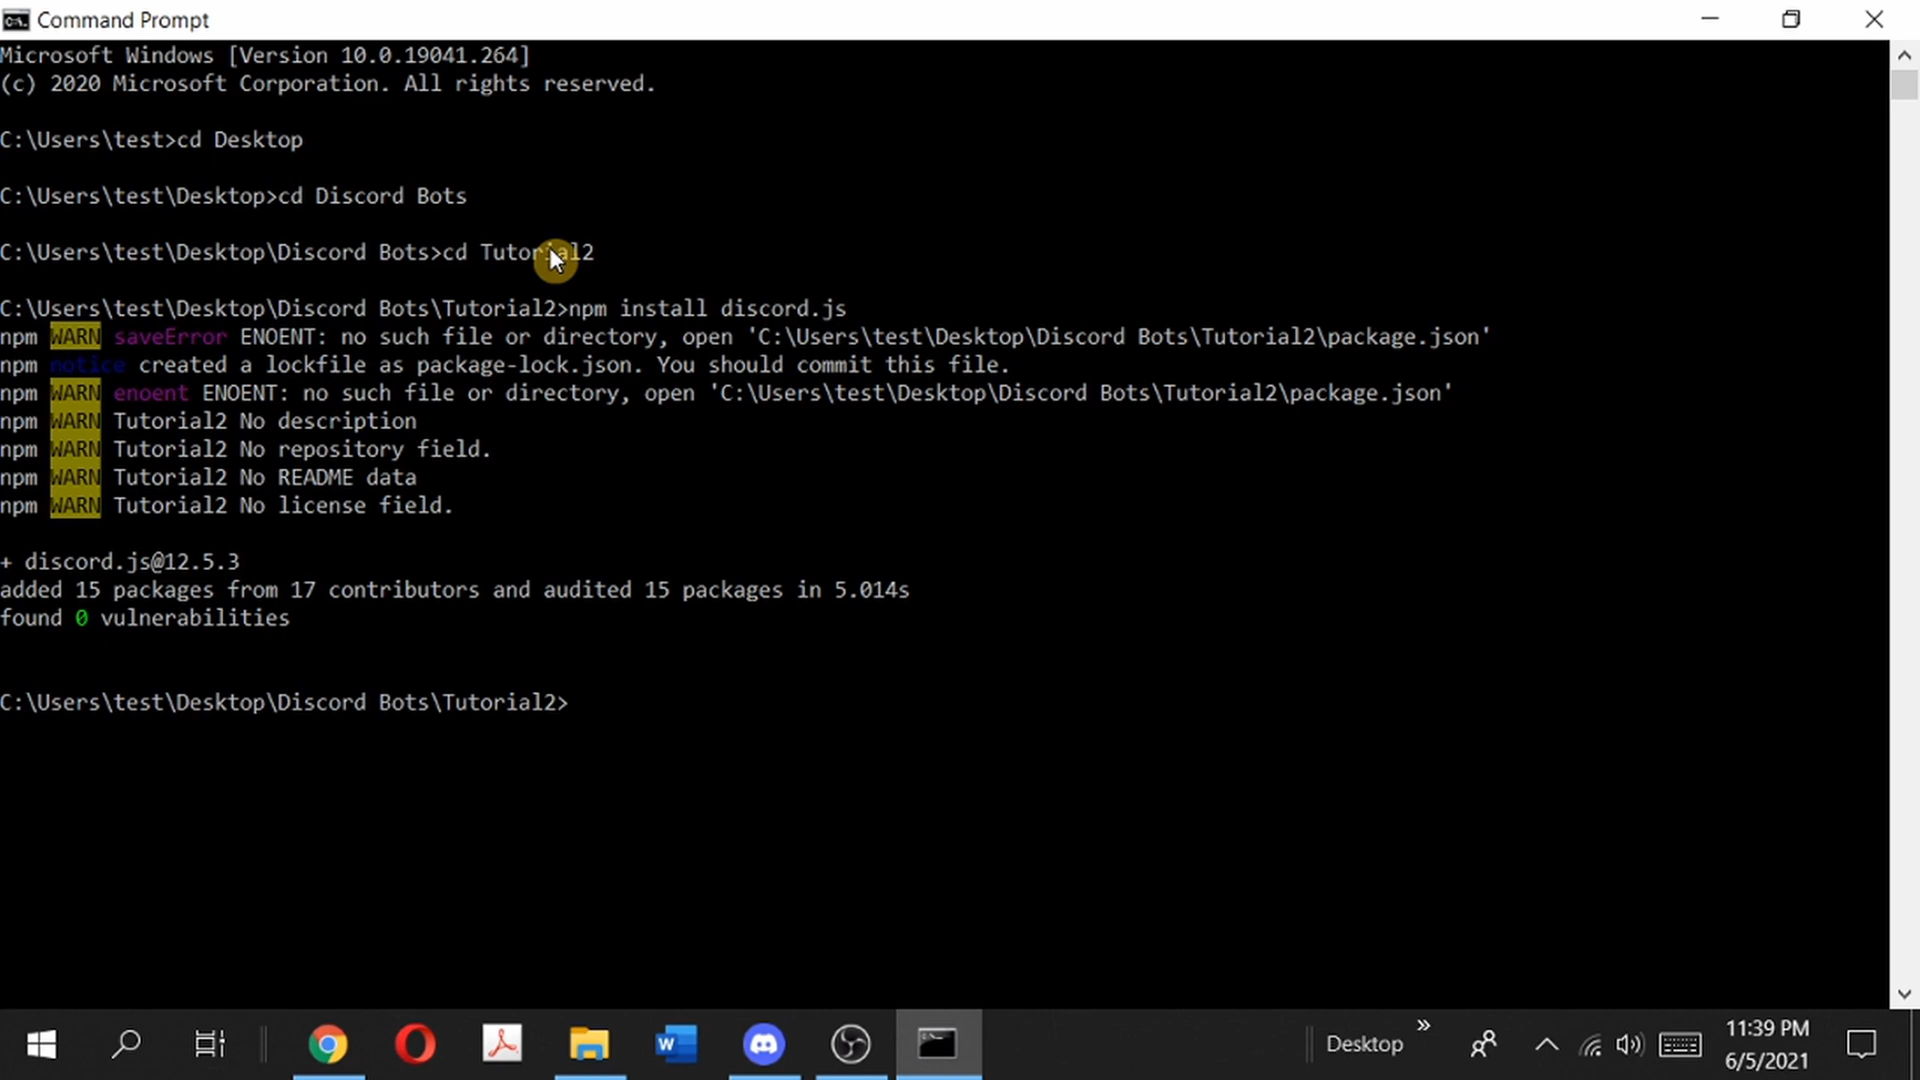 Command Prompt
Microsoft Windows [Version 10.0.19041.264]
(c) 2020 Microsoft Corporation. All rights reserved.
C:\Users\test>cd Desktop
C:\Users\test\Desktop>cd Discord Bots
C:\Users\test\Desktop\Discord Bots>cd Tutorial2
C:\Users\test\Desktop\Discord Bots\Tutorial2>npm install discord.js
npm WARN saveError ENOENT: no such file or directory, open 'C:\Users\test\Desktop\Discord Bots\Tutorial2\package.json'
npm notice created a lockfile as package-lock.json. You should commit this file.
npm WARN enoent ENOENT: no such file or directory, open 'C:\Users\test\Desktop\Discord Bots\Tutorial2\package.json'
npm WARN Tutorial2 No description
npm WARN Tutorial2 No repository field.
npm WARN Tutorial2 No README data
npm WARN Tutorial2 No license field.
+ discord.js@12.5.3
added 15 packages from 17 contributors and audited 15 packages in 5.014s
found 0 vulnerabilities
C:\Users\test\Desktop\Discord Bots\Tutorial2>
Desktop
11:39 PM
6/5/2021